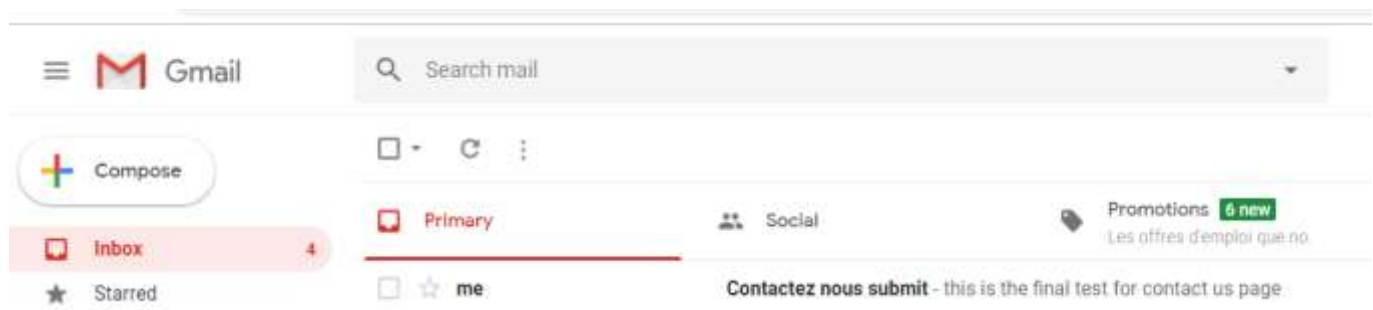 Gmail
Search mail
Compose
Primary
Social
Promotions 6 new
Les offres d'emploi que no.
Inbox 4
Starred
me Contactez nous submit - this is the final test for contact us page